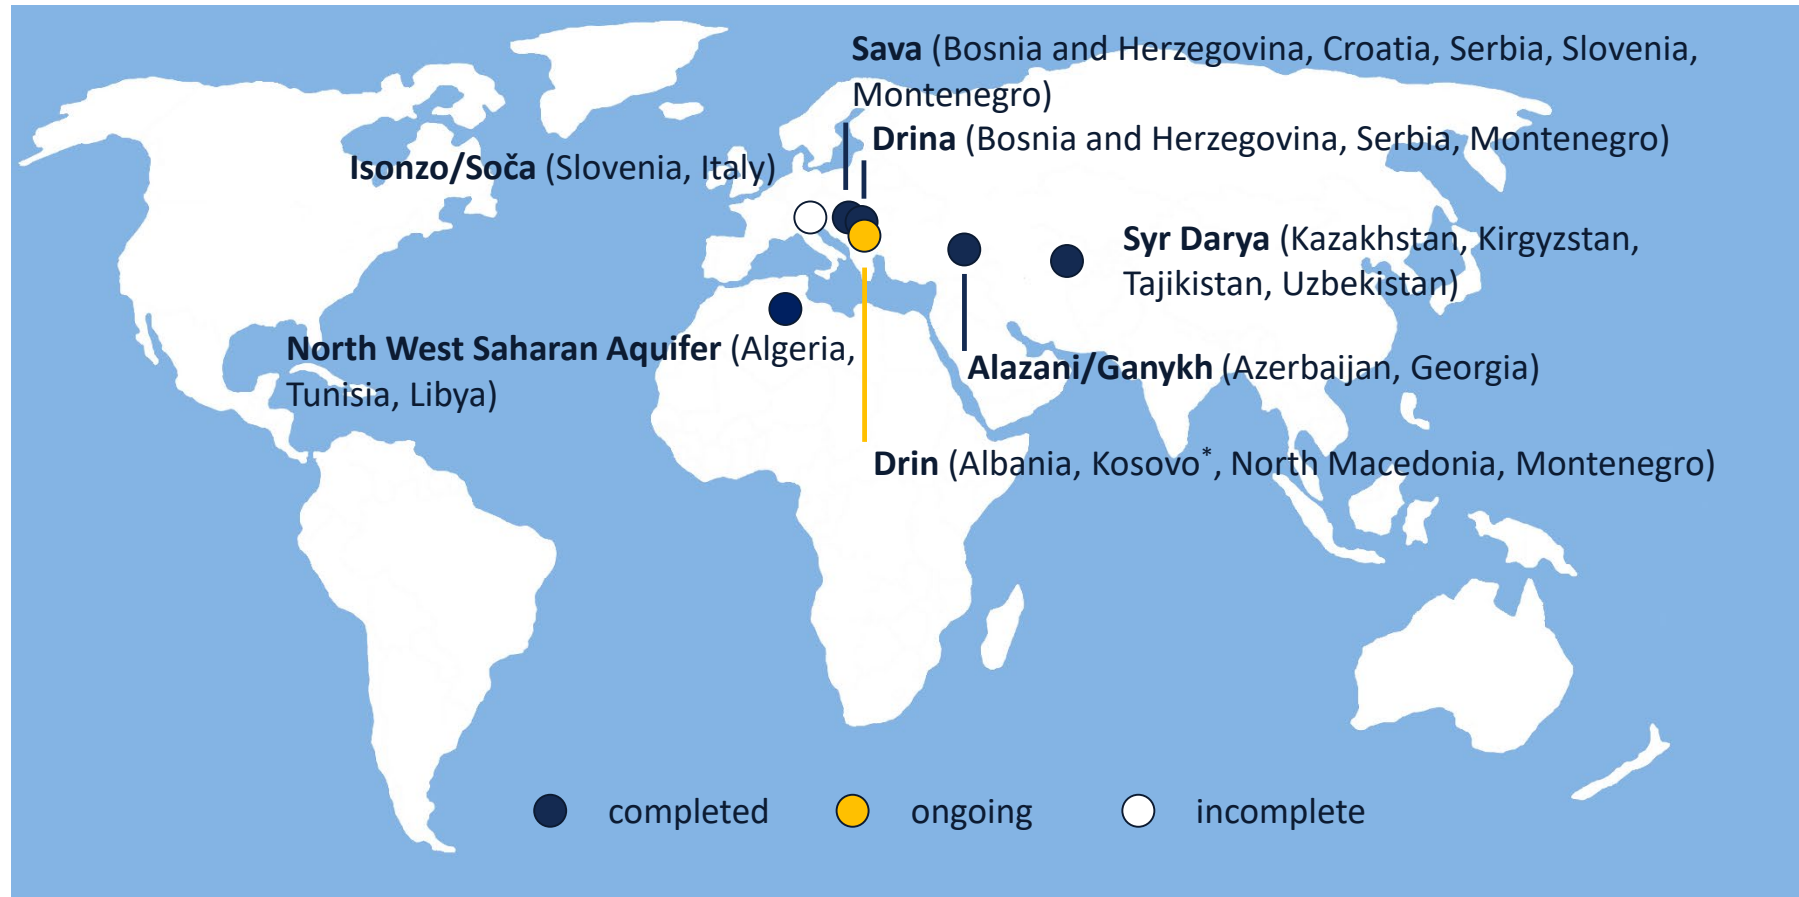 Sava (Bosnia and Herzegovina, Croatia, Serbia, Slovenia,
Montenegro)
Drina (Bosnia and Herzegovina, Serbia, Montenegro)
Isonzo/Soča (Slovenia, Italy)
Syr Darya (Kazakhstan, Kirgyzstan,
Tajikistan, Uzbekistan)
North West Saharan Aquifer (Algeria,
Tunisia, Libya)
Alazani/Ganykh (Azerbaijan, Georgia)
Drin (Albania, Kosovo*, North Macedonia, Montenegro)
completed
ongoing
incomplete